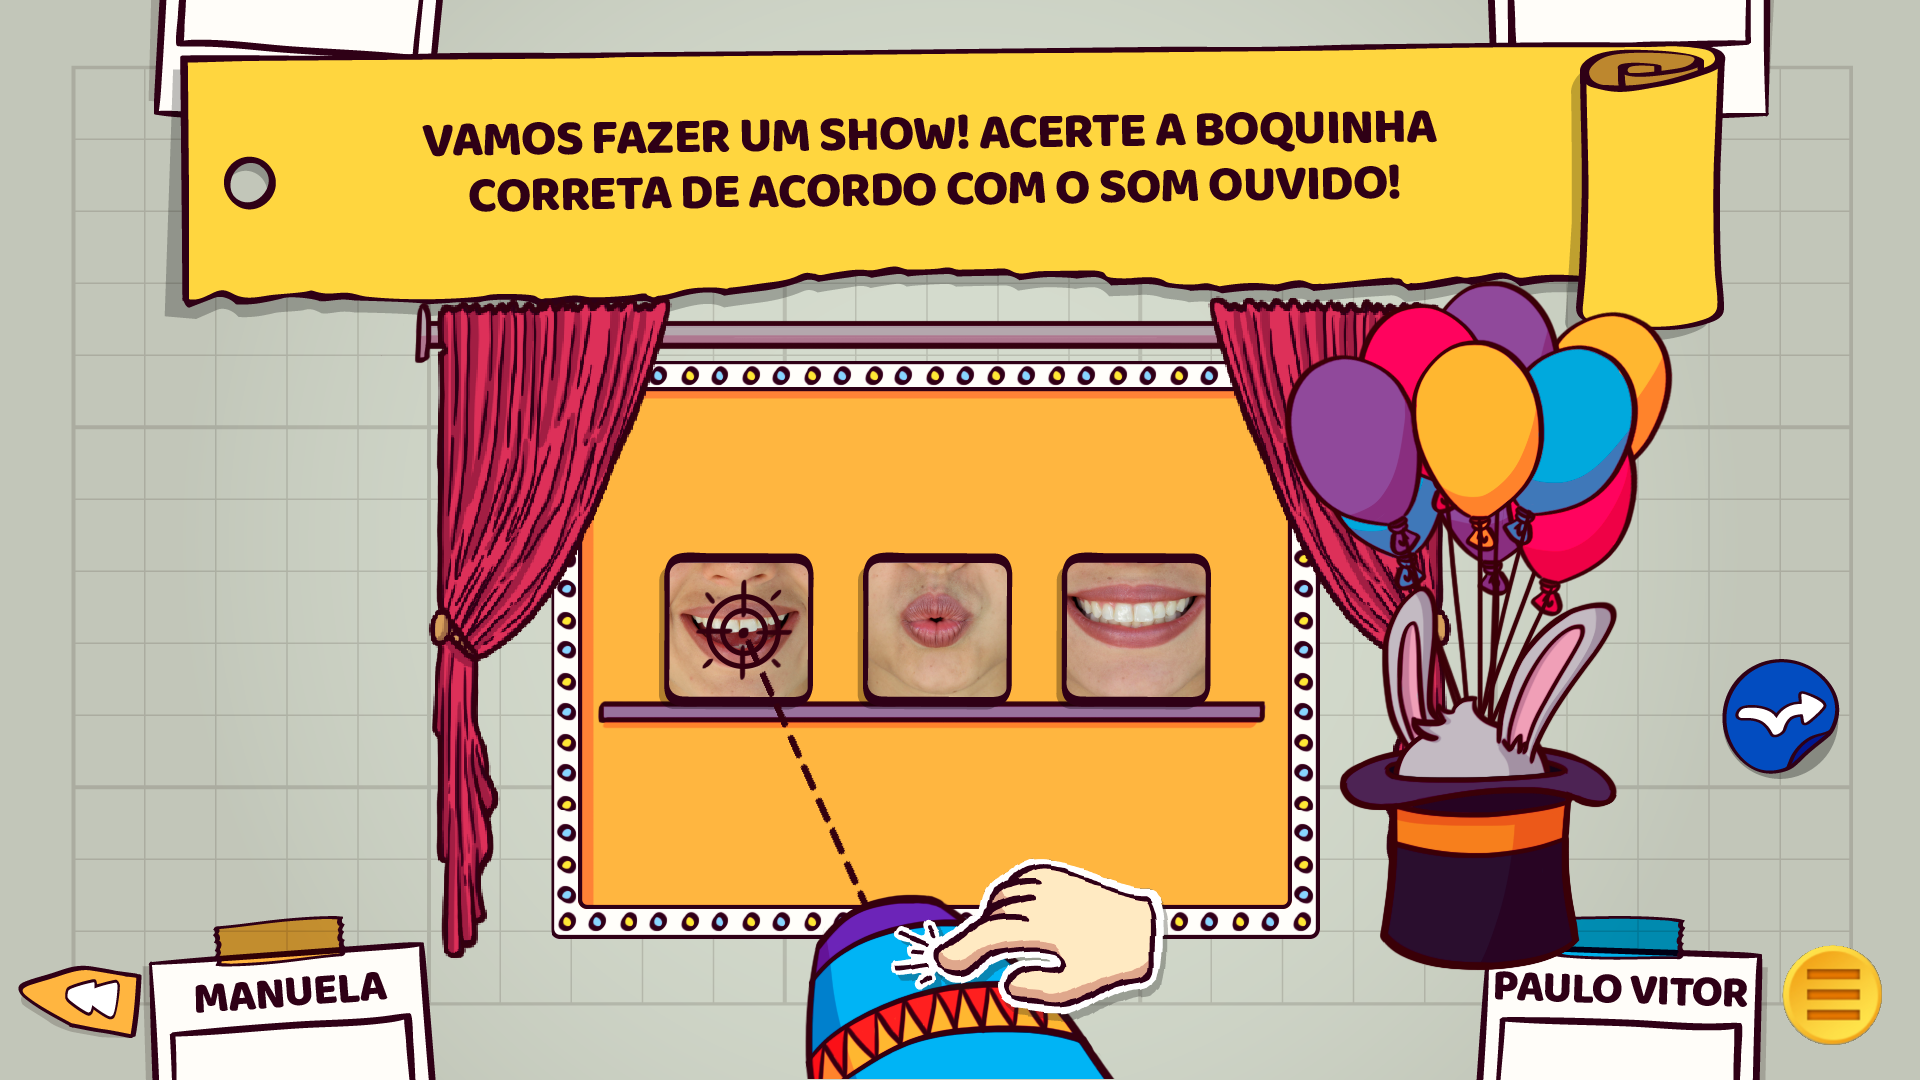 VAMOS FAZER UM SHOW! ACERTE A BOQUINHA
CORRETA DE ACORDO COM O SOM OUVIDO!
MANUELA
PAULO VITOR